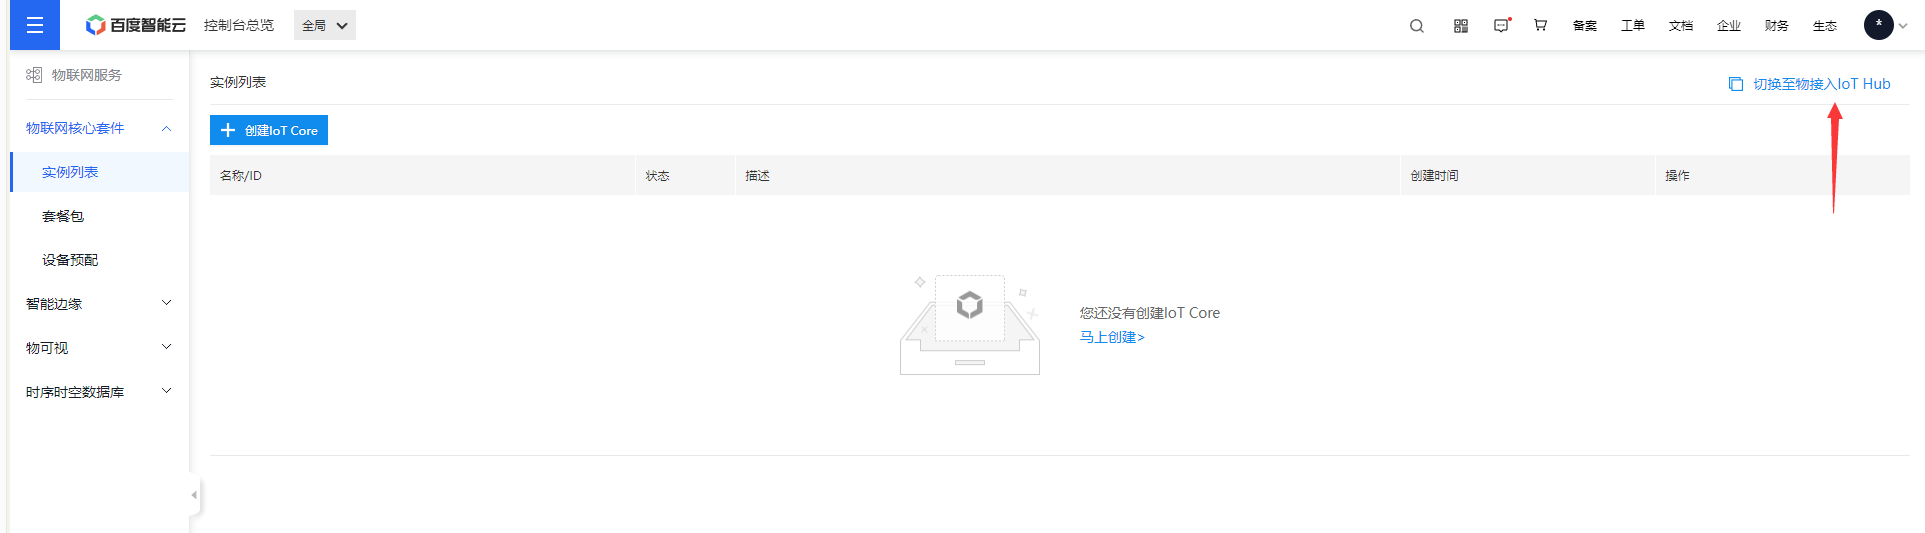 百度智能云 控制台总览 全局 备案 工单 文档 企业 财务 生态 *
物联网服务
物联网核心套件
实例列表
套餐包
设备预配
智能边缘
物可视
时序时空数据库
实例列表 切换至物接入IoT Hub
创建IoT Core
名称/ID 状态 描述 创建时间 操作
您还没有创建IoT Core
马上创建>